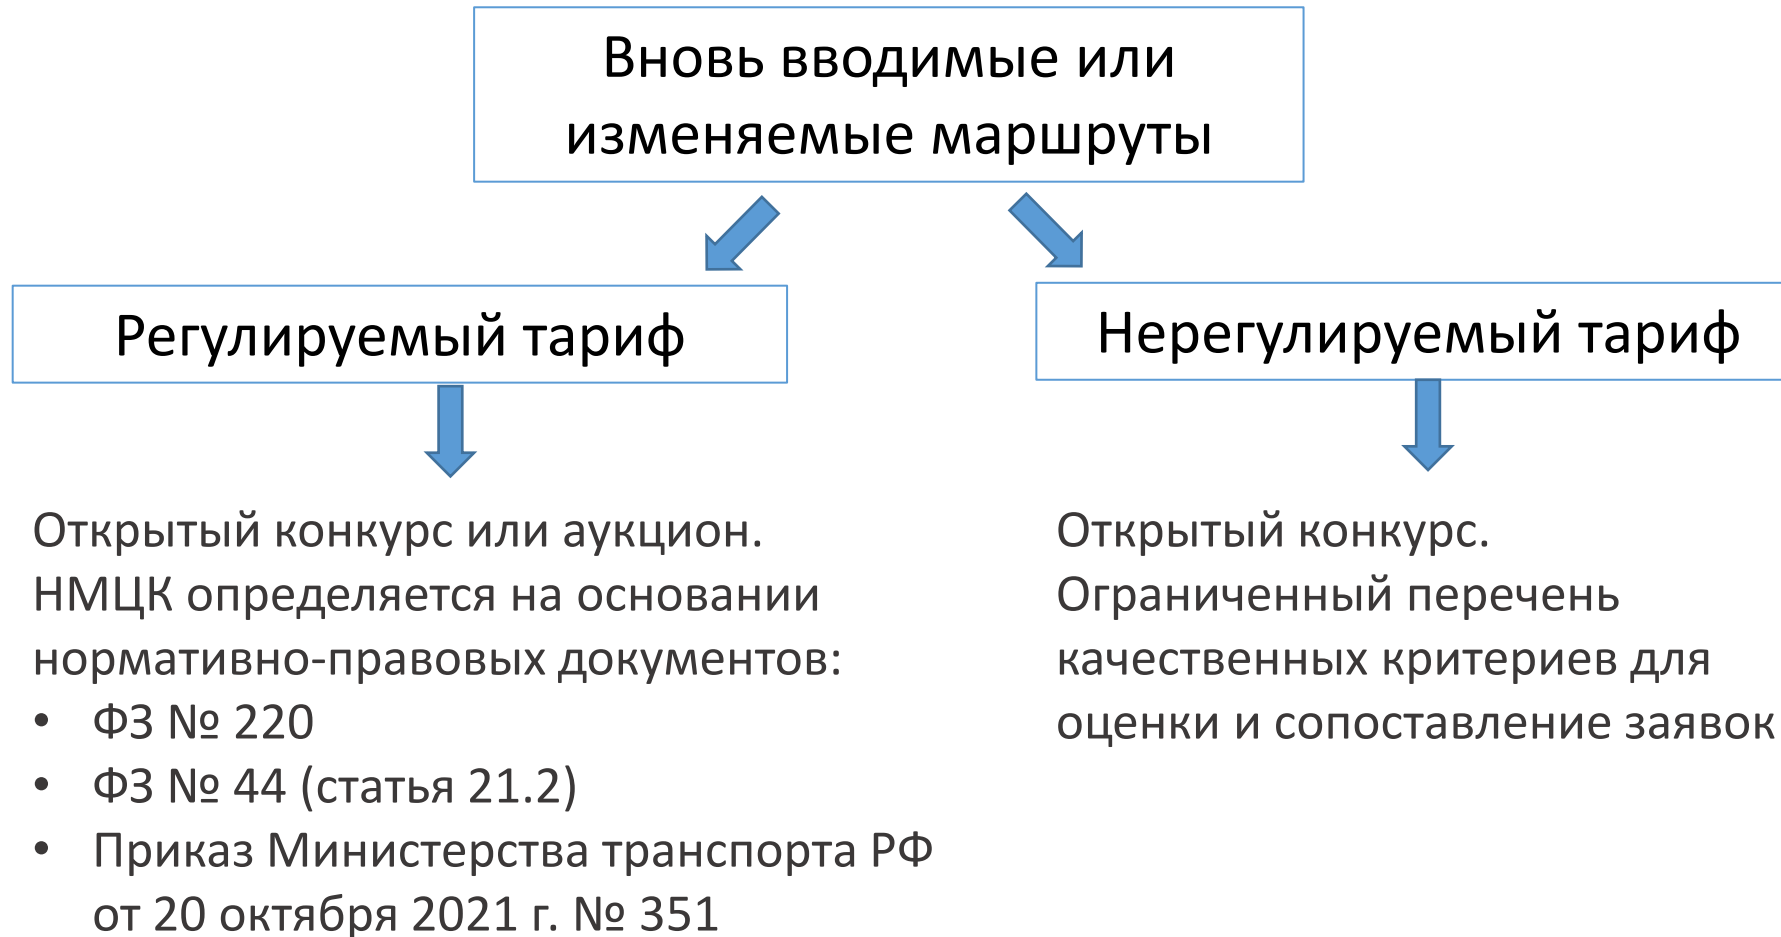 Вновь вводимые или
изменяемые маршруты
Регулируемый тариф
Нерегулируемый тариф
Открытый конкурс или аукцион.
НМЦК определяется на основании
нормативно-правовых документов:
• ФЗ № 220
• ФЗ № 44 (статья 21.2)
• Приказ Министерства транспорта РФ
от 20 октября 2021 г. № 351
Открытый конкурс.
Ограниченный перечень
качественных критериев для
оценки и сопоставление заявок